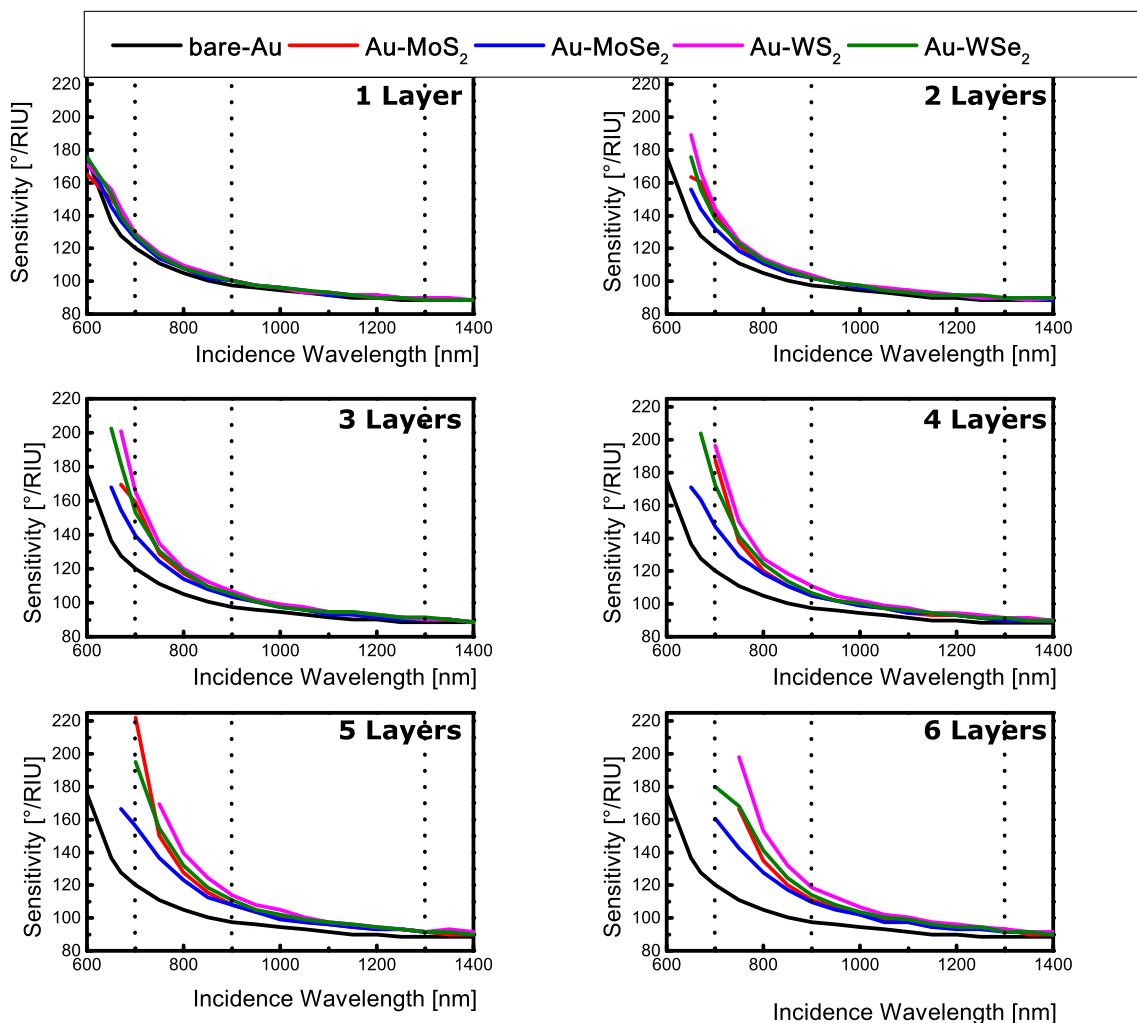 bare-Au Au-MoS₂ Au-MoSe₂ Au-WS₂ Au-WSe₂
1 Layer
Sensitivity [°/RIU]
220
200
180
160
140
120
100
80
600 800 1000 1200 1400
Incidence Wavelength [nm]
2 Layers
Sensitivity [°/RIU]
220
200
180
160
140
120
100
80
600 800 1000 1200 1400
Incidence Wavelength [nm]
3 Layers
Sensitivity [°/RIU]
220
200
180
160
140
120
100
80
600 800 1000 1200 1400
Incidence Wavelength [nm]
4 Layers
Sensitivity [°/RIU]
220
200
180
160
140
120
100
80
600 800 1000 1200 1400
Incidence Wavelength [nm]
5 Layers
Sensitivity [°/RIU]
220
200
180
160
140
120
100
80
600 800 1000 1200 1400
Incidence Wavelength [nm]
6 Layers
Sensitivity [°/RIU]
220
200
180
160
140
120
100
80
600 800 1000 1200 1400
Incidence Wavelength [nm]